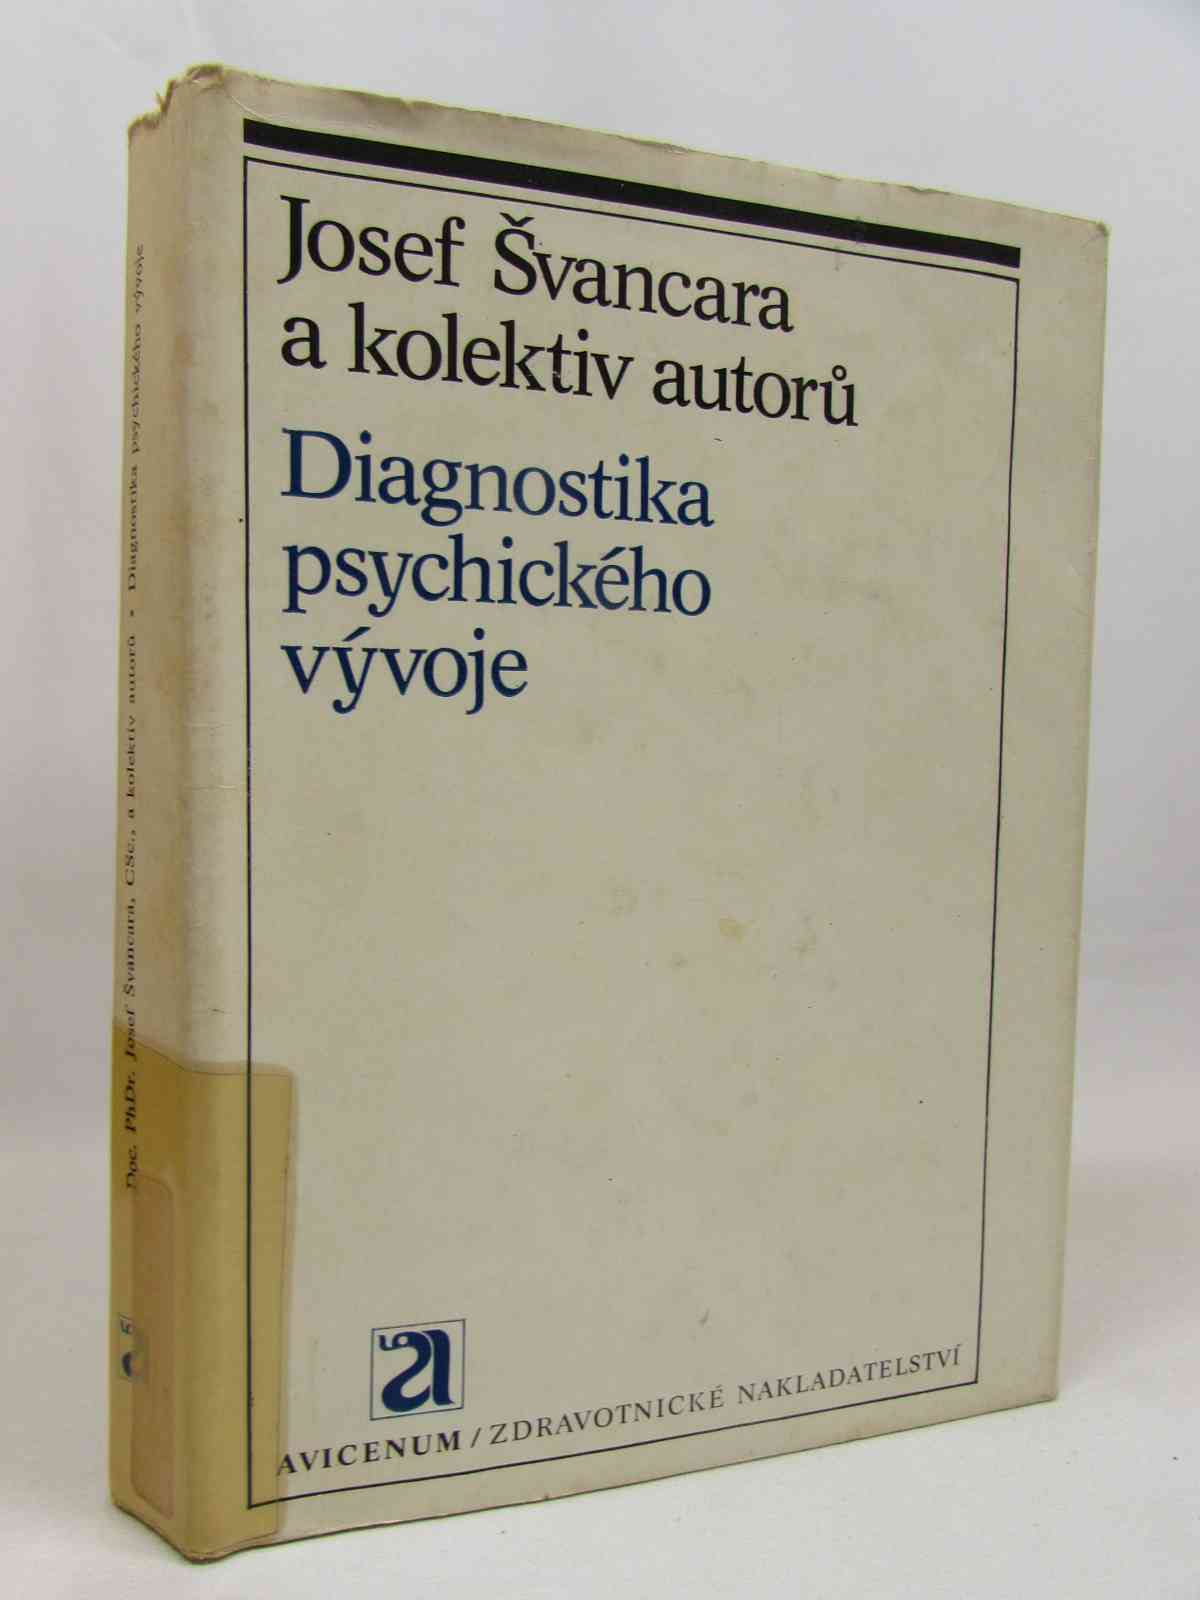 Josef Švancara
a kolektiv autorů
Diagnostika
psychického
vývoje
AVICENUM / ZDRAVOTNICKÉ NAKLADATELSTVÍ
Doc. PhDr. Josef Švancara, CSc., a kolektiv autorů • Diagnostika psychického vývoje